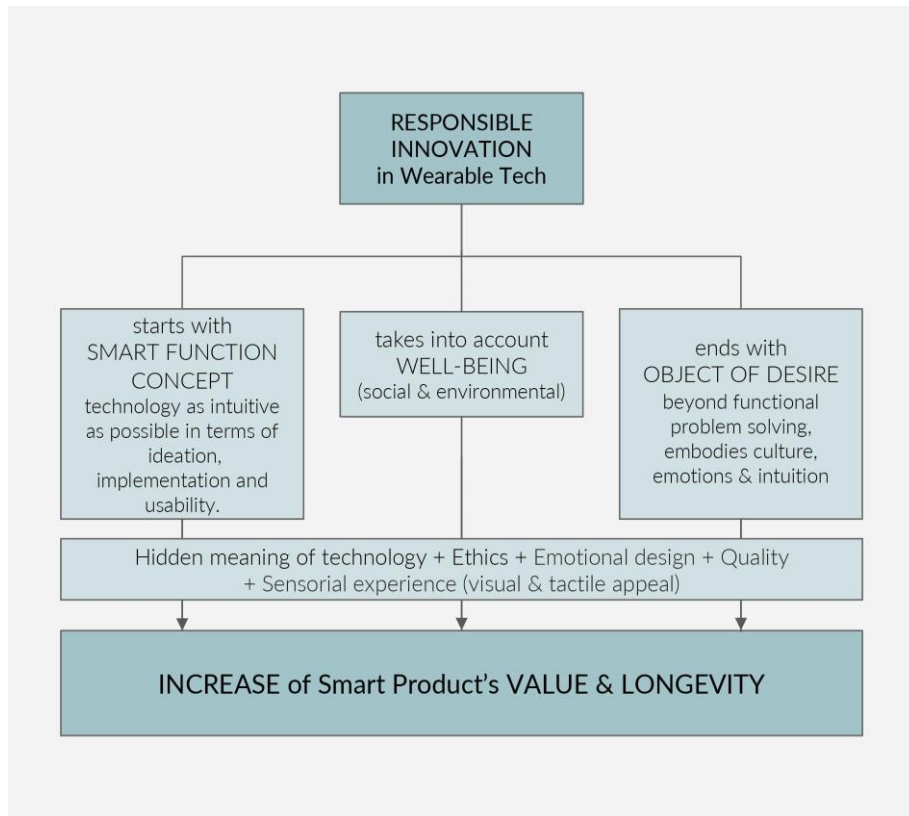 RESPONSIBLE
INNOVATION
in Wearable Tech
starts with
SMART FUNCTION
CONCEPT
technology as intuitive
as possible in terms of
ideation,
implementation and
usability.
takes into account
WELL-BEING
(social & environmental)
ends with
OBJECT OF DESIRE
beyond functional
problem solving,
embodies culture,
emotions & intuition
Hidden meaning of technology + Ethics + Emotional design + Quality
+ Sensorial experience (visual & tactile appeal)
INCREASE of Smart Product's VALUE & LONGEVITY